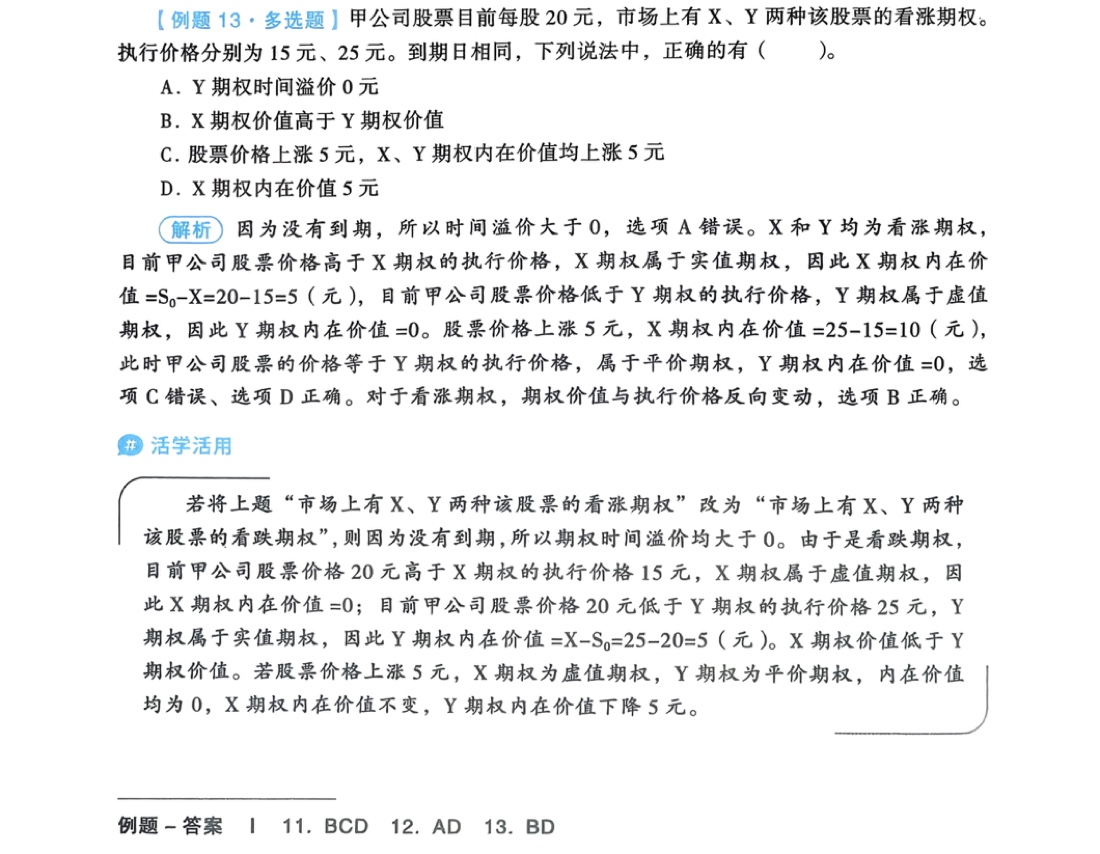 【例题 13·多选题】甲公司股票目前每股 20 元，市场上有 X、Y 两种该股票的看涨期权。
执行价格分别为 15 元、25 元。到期日相同，下列说法中，正确的有（　　）。
A. Y 期权时间溢价 0 元
B. X 期权价值高于 Y 期权价值
C. 股票价格上涨 5 元，X、Y 期权内在价值均上涨 5 元
D. X 期权内在价值 5 元
解析 因为没有到期，所以时间溢价大于 0，选项 A 错误。X 和 Y 均为看涨期权，
目前甲公司股票价格高于 X 期权的执行价格，X 期权属于实值期权，因此 X 期权内在价
值 =S₀-X=20-15=5（元），目前甲公司股票价格低于 Y 期权的执行价格，Y 期权属于虚值
期权，因此 Y 期权内在价值 =0。股票价格上涨 5 元，X 期权内在价值 =25-15=10（元），
此时甲公司股票的价格等于 Y 期权的执行价格，属于平价期权，Y 期权内在价值 =0，选
项 C 错误、选项 D 正确。对于看涨期权，期权价值与执行价格反向变动，选项 B 正确。
# 活学活用
若将上题“市场上有 X、Y 两种该股票的看涨期权”改为“市场上有 X、Y 两种
该股票的看跌期权”，则因为没有到期，所以期权时间溢价均大于 0。由于是看跌期权，
目前甲公司股票价格 20 元高于 X 期权的执行价格 15 元，X 期权属于虚值期权，因
此 X 期权内在价值 =0；目前甲公司股票价格 20 元低于 Y 期权的执行价格 25 元，Y
期权属于实值期权，因此 Y 期权内在价值 =X-S₀=25-20=5（元）。X 期权价值低于 Y
期权价值。若股票价格上涨 5 元，X 期权为虚值期权，Y 期权为平价期权，内在价值
均为 0，X 期权内在价值不变，Y 期权内在价值下降 5 元。
例题 – 答案 | 11. BCD 12. AD 13. BD